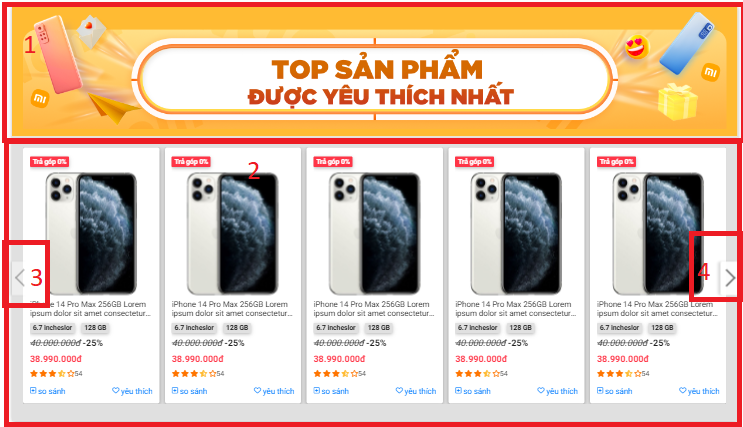 1
TOP SẢN PHẨM
ĐƯỢC YÊU THÍCH NHẤT
Trả góp 0% Trả góp 0% Trả góp 0% Trả góp 0% Trả góp 0%
2
3 4
iPhone 14 Pro Max 256GB Lorem iPhone 14 Pro Max 256GB Lorem iPhone 14 Pro Max 256GB Lorem iPhone 14 Pro Max 256GB Lorem iPhone 14 Pro Max 256GB Lorem
ipsum dolor sit amet consectetur... ipsum dolor sit amet consectetur... ipsum dolor sit amet consectetur... ipsum dolor sit amet consectetur... ipsum dolor sit amet consectetur...
6.7 incheslor 128 GB 6.7 incheslor 128 GB 6.7 incheslor 128 GB 6.7 incheslor 128 GB 6.7 incheslor 128 GB
40.000.000đ -25% 40.000.000đ -25% 40.000.000đ -25% 40.000.000đ -25% 40.000.000đ -25%
38.990.000đ 38.990.000đ 38.990.000đ 38.990.000đ 38.990.000đ
54 54 54 54 54
so sánh yêu thích so sánh yêu thích so sánh yêu thích so sánh yêu thích so sánh yêu thích